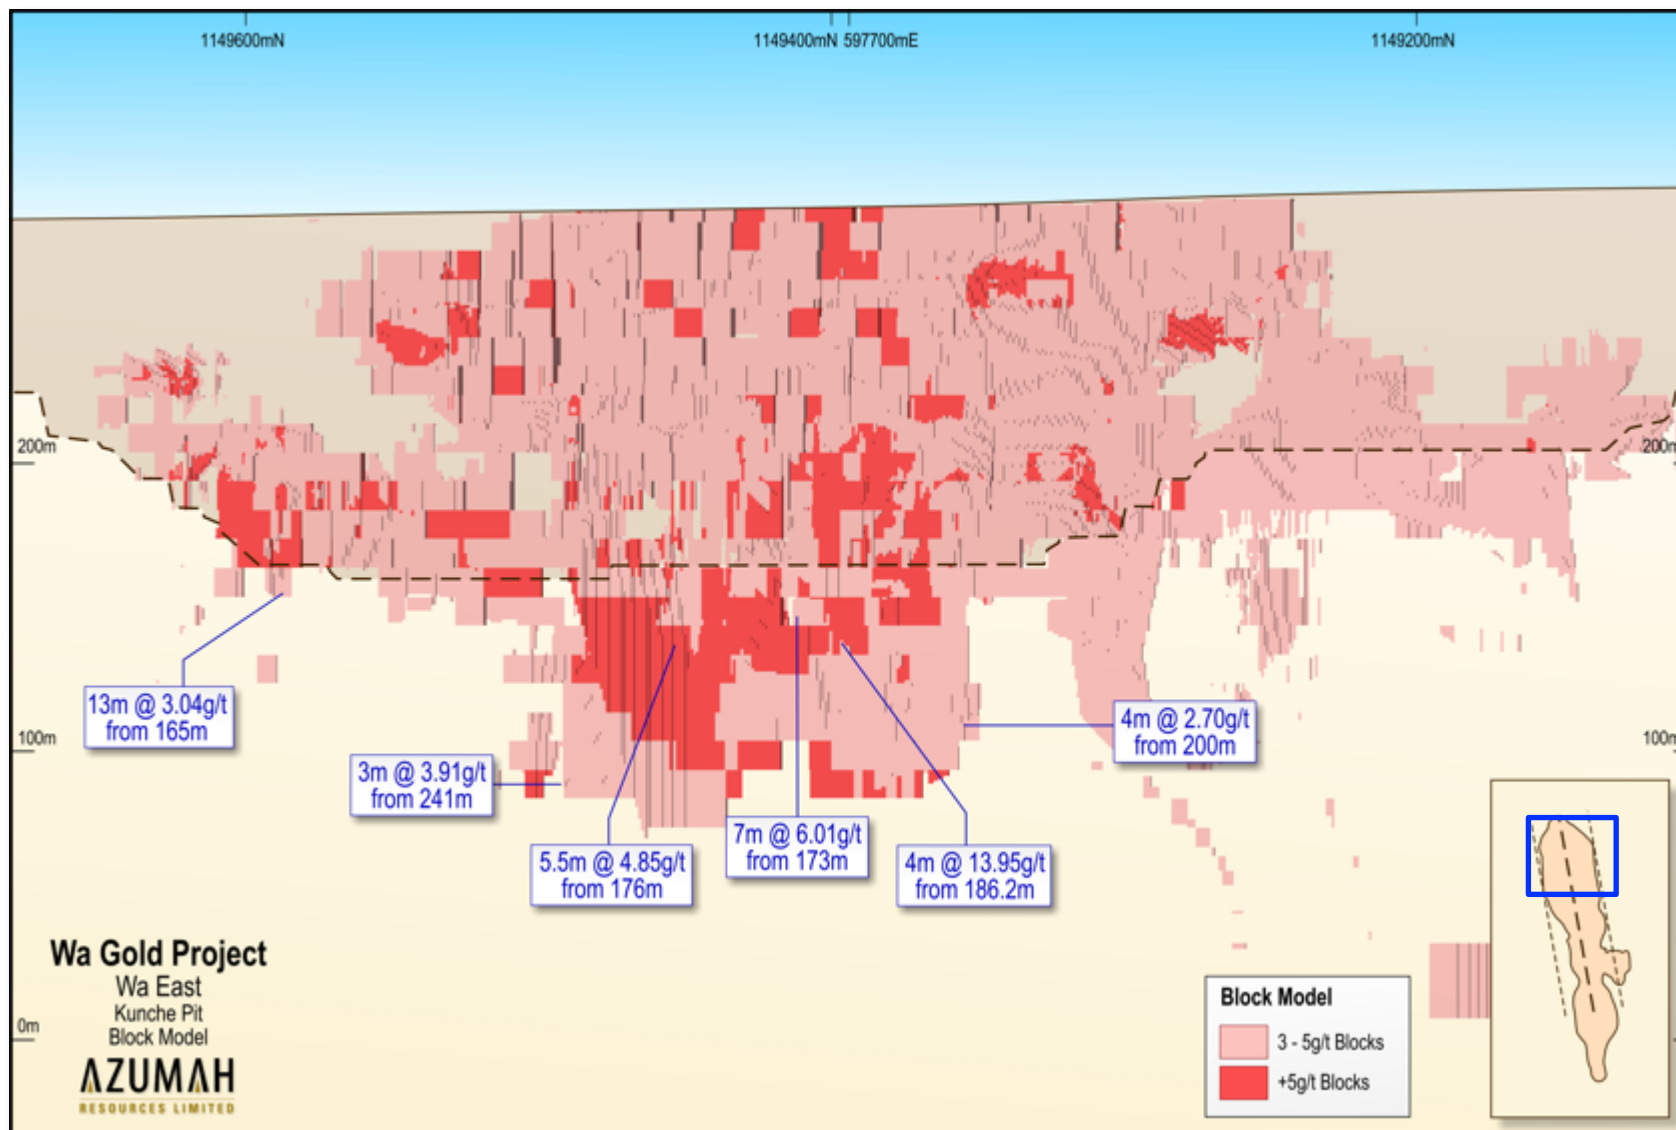 1149600mN
1149400mN 597700mE
1149200mN
200m
200m
13m @ 3.04g/t
from 165m
100m
4m @ 2.70g/t
from 200m
100m
3m @ 3.91g/t
from 241m
5.5m @ 4.85g/t
from 176m
7m @ 6.01g/t
from 173m
4m @ 13.95g/t
from 186.2m
Wa Gold Project
Wa East
Kunche Pit
Block Model
0m
AZUMAH
RESOURCES LIMITED
Block Model
3 - 5g/t Blocks
+5g/t Blocks